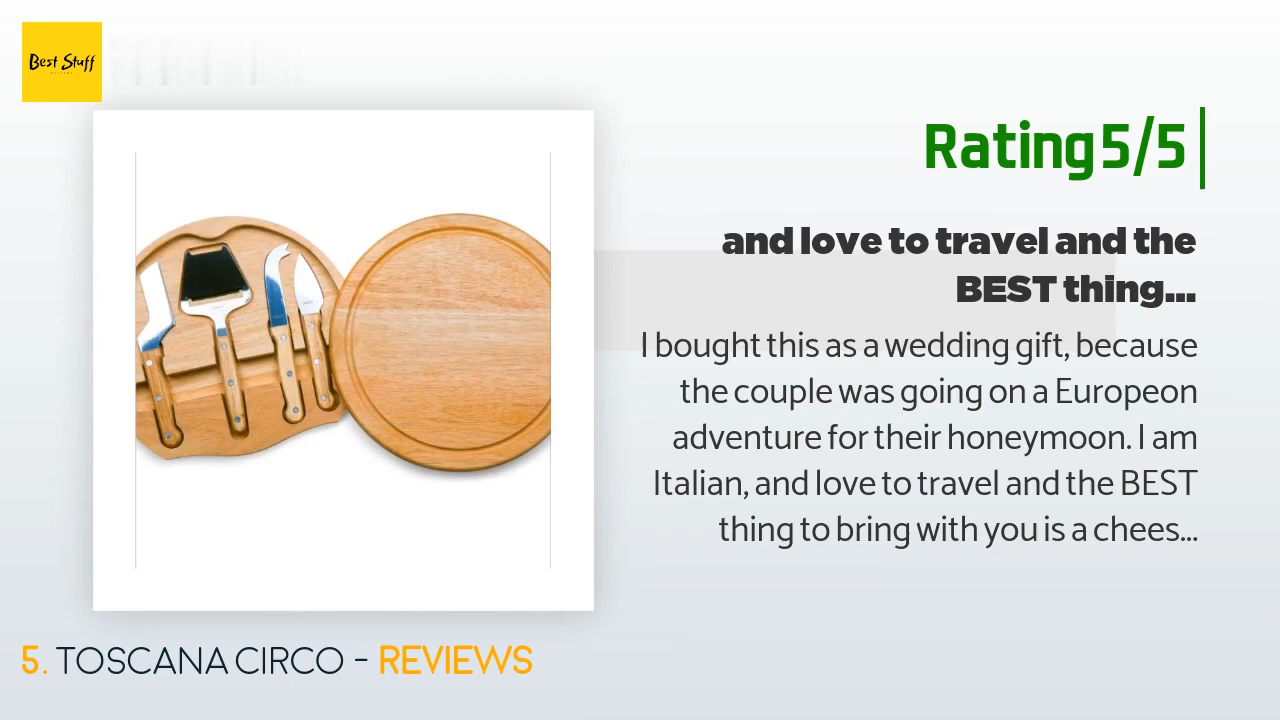 Best Stuff
Rating 5/5
and love to travel and the
BEST thing...
I bought this as a wedding gift, because
the couple was going on a Europeon
adventure for their honeymoon. I am
Italian, and love to travel and the BEST
thing to bring with you is a chees...
5. TOSCANA CIRCO - REVIEWS